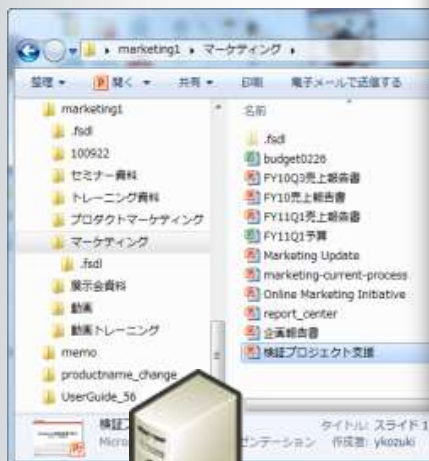 marketing1 ▸ マーケティング ▸
整理 ▼ 開く ▼ 共有 ▼ 印刷 電子メールで送信する
marketing1
.fsdl
100922
セミナー資料
トレーニング資料
プロダクトマーケティング
マーケティング
.fsdl
展示会資料
動画
動画トレーニング
memo
productname_change
UserGuide_56
名前
.fsdl
budget0226
FY10Q3売上報告書
FY10売上報告書
FY11Q1売上報告書
FY11Q1予算
Marketing Update
marketing-current-process
Online Marketing Initiative
report_center
企画報告書
検証プロジェクト支援
検証プ
タイトル: スライド 1
Micro
ゼンテーション 作成者: ykozuki